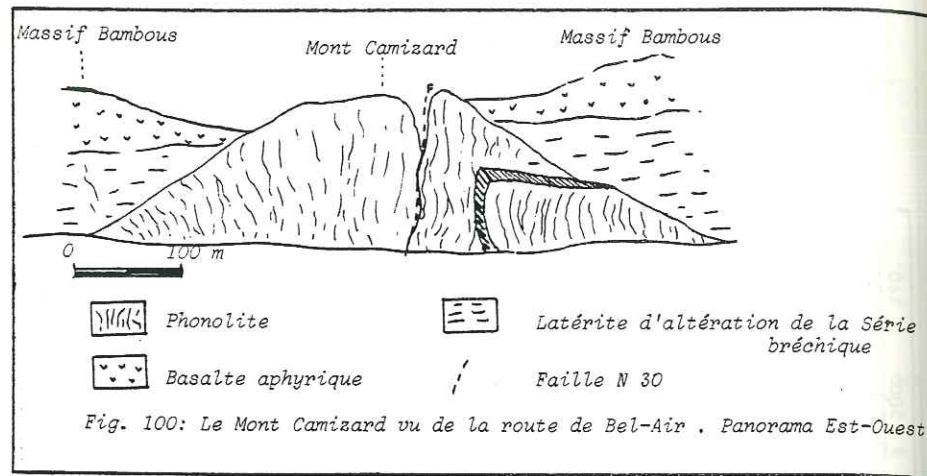 Massif Bambous
Mont Camizard
Massif Bambous
F
0 100 m
Phonolite
Latérite d'altération de la Série
bréchique
Basalte aphyrique
Faille N 30
Fig. 100: Le Mont Camizard vu de la route de Bel-Air . Panorama Est-Ouest